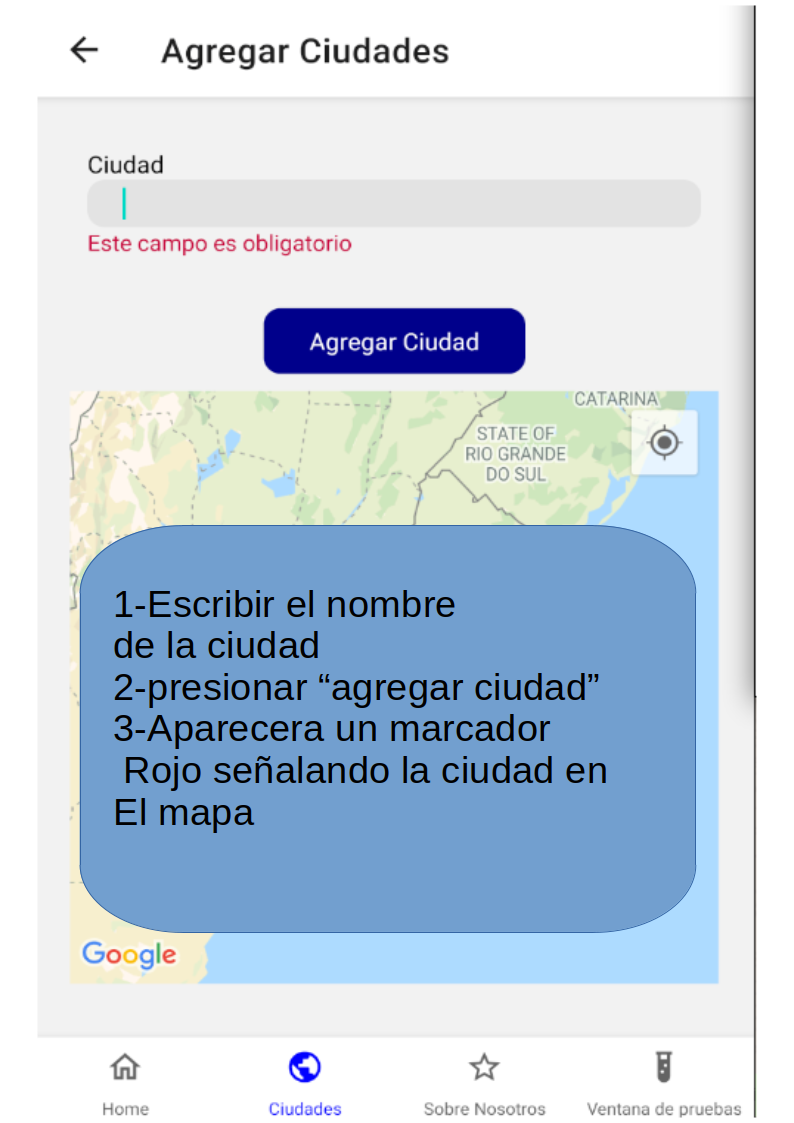 Agregar Ciudades
Ciudad
Este campo es obligatorio
Agregar Ciudad
CATARINA
STATE OF
RIO GRANDE
DO SUL
1-Escribir el nombre
de la ciudad
2-presionar “agregar ciudad”
3-Aparecera un marcador
Rojo señalando la ciudad en
El mapa
Google
Home
Ciudades
Sobre Nosotros
Ventana de pruebas